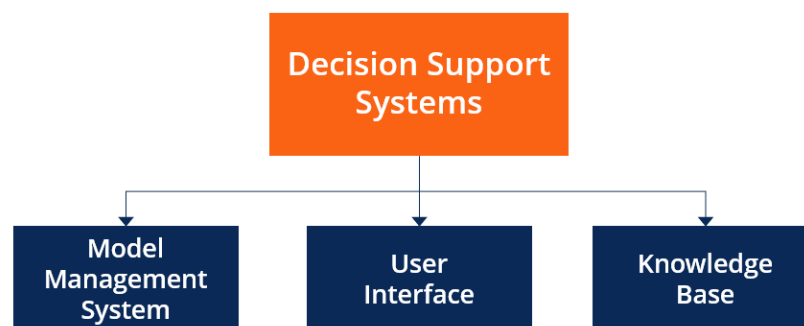 Decision Support
Systems
Model
Management
System
User
Interface
Knowledge
Base